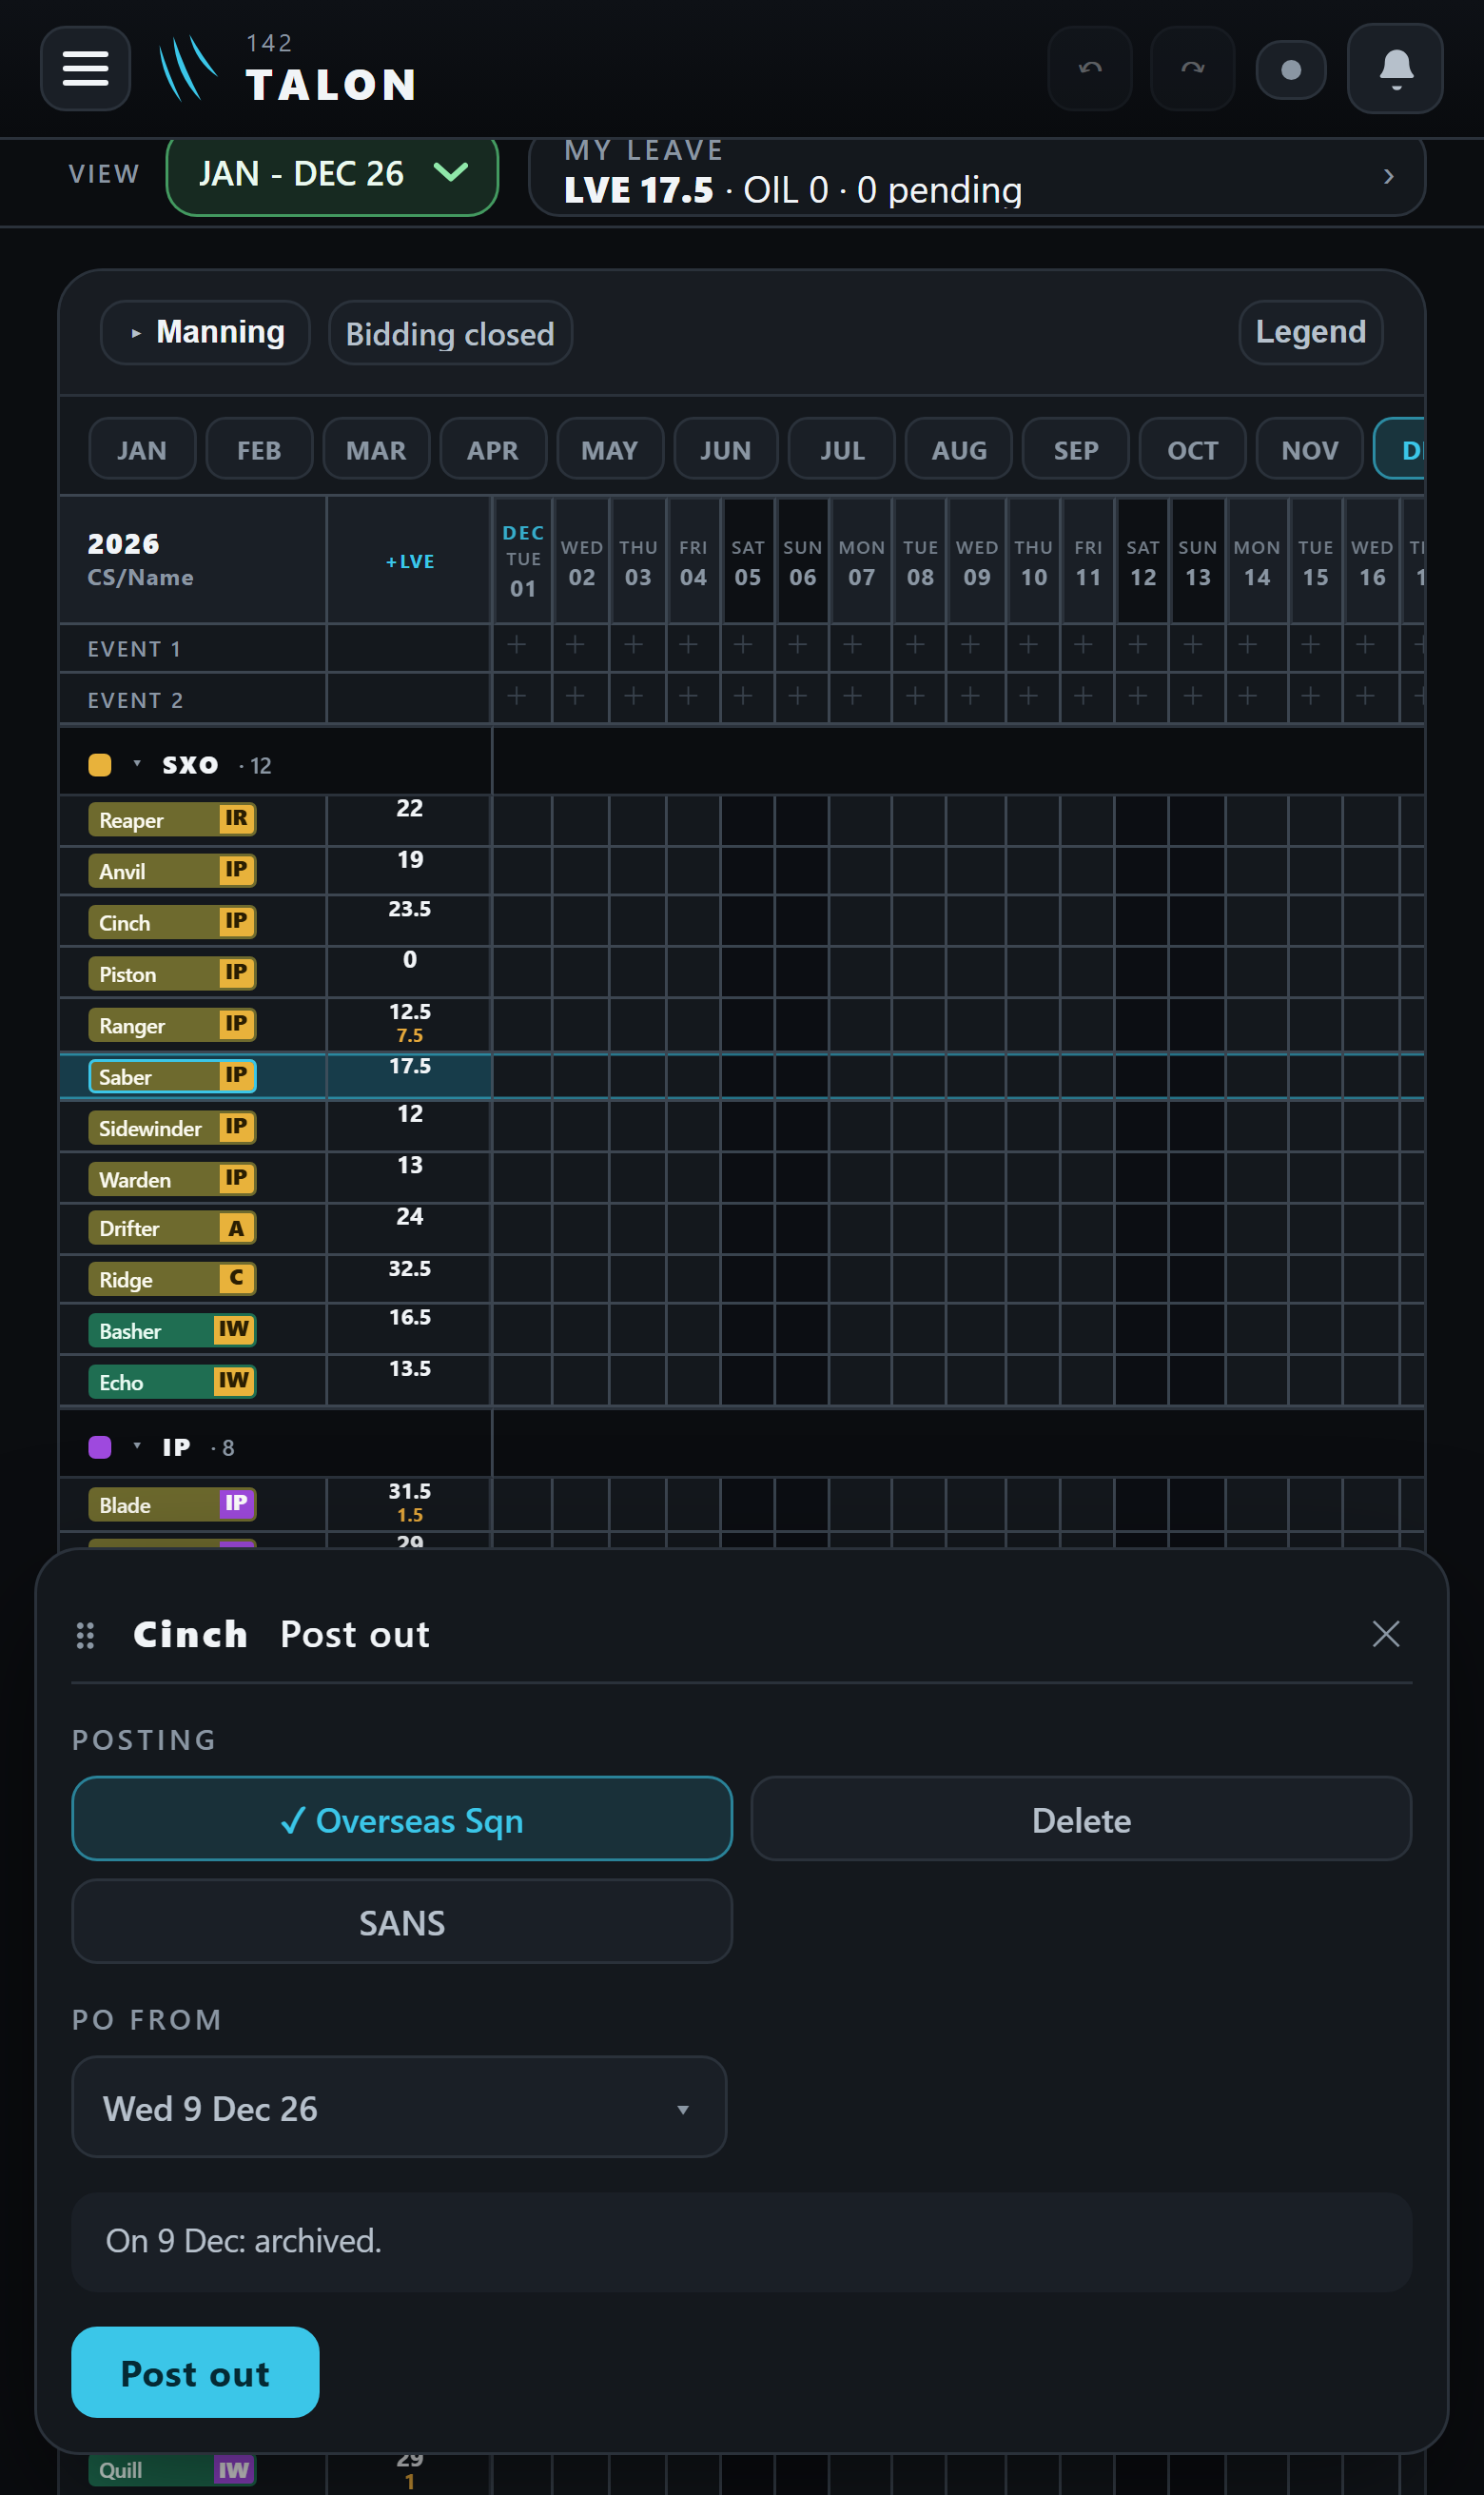 142
TALON
VIEW
JAN - DEC 26
MY LEAVE
LVE 17.5 · OIL 0 · 0 pending
Manning
Bidding closed
Legend
JAN FEB MAR APR MAY JUN JUL AUG SEP OCT NOV
2026
CS/Name
+LVE
DEC
TUE WED THU FRI SAT SUN MON TUE WED THU FRI SAT SUN MON TUE WED
01 02 03 04 05 06 07 08 09 10 11 12 13 14 15 16
EVENT 1
EVENT 2
SXO · 12
Reaper IR 22
Anvil IP 19
Cinch IP 23.5
Piston IP 0
Ranger IP 12.5
7.5
Saber IP 17.5
Sidewinder IP 12
Warden IP 13
Drifter A 24
Ridge C 32.5
Basher IW 16.5
Echo IW 13.5
IP · 8
Blade IP 31.5
1.5
29
Cinch Post out
POSTING
✓ Overseas Sqn
Delete
SANS
PO FROM
Wed 9 Dec 26
On 9 Dec: archived.
Post out
Quill IW 29
1